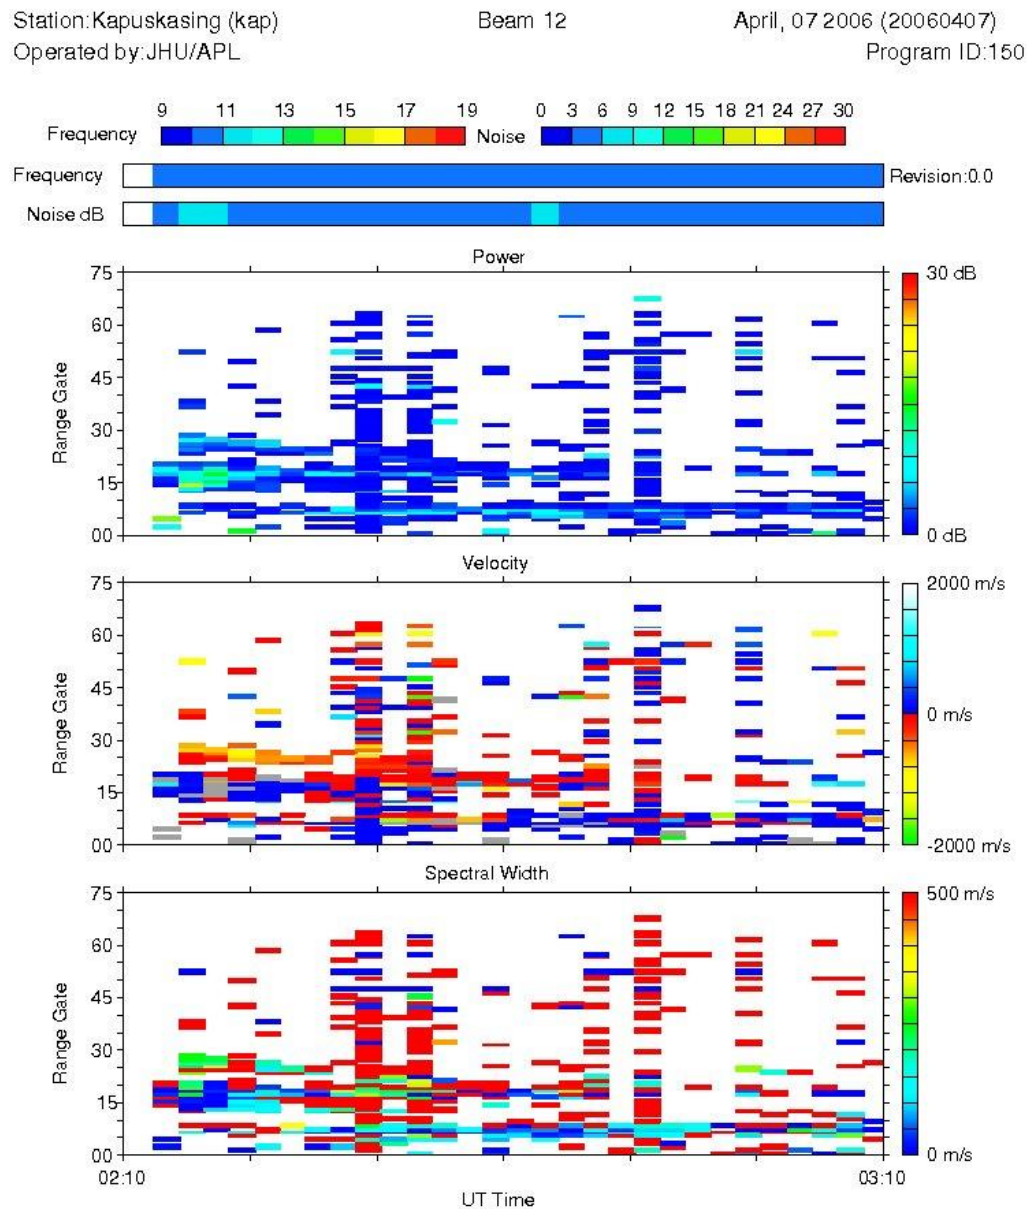 Station:Kapuskasing (kap) Beam 12 April, 07 2006 (20060407)
Operated by:JHU/APL Program ID:150
9 11 13 15 17 19 0 3 6 9 12 15 18 21 24 27 30
Frequency Noise
Frequency Revision:0.0
Noise dB
Power
75 30 dB
60
45
Range Gate
30
15
00 0 dB
Velocity
75 2000 m/s
60
45
Range Gate 0 m/s
30
15
00 -2000 m/s
Spectral Width
75 500 m/s
60
45
Range Gate
30
15
00 0 m/s
02:10 03:10
UT Time